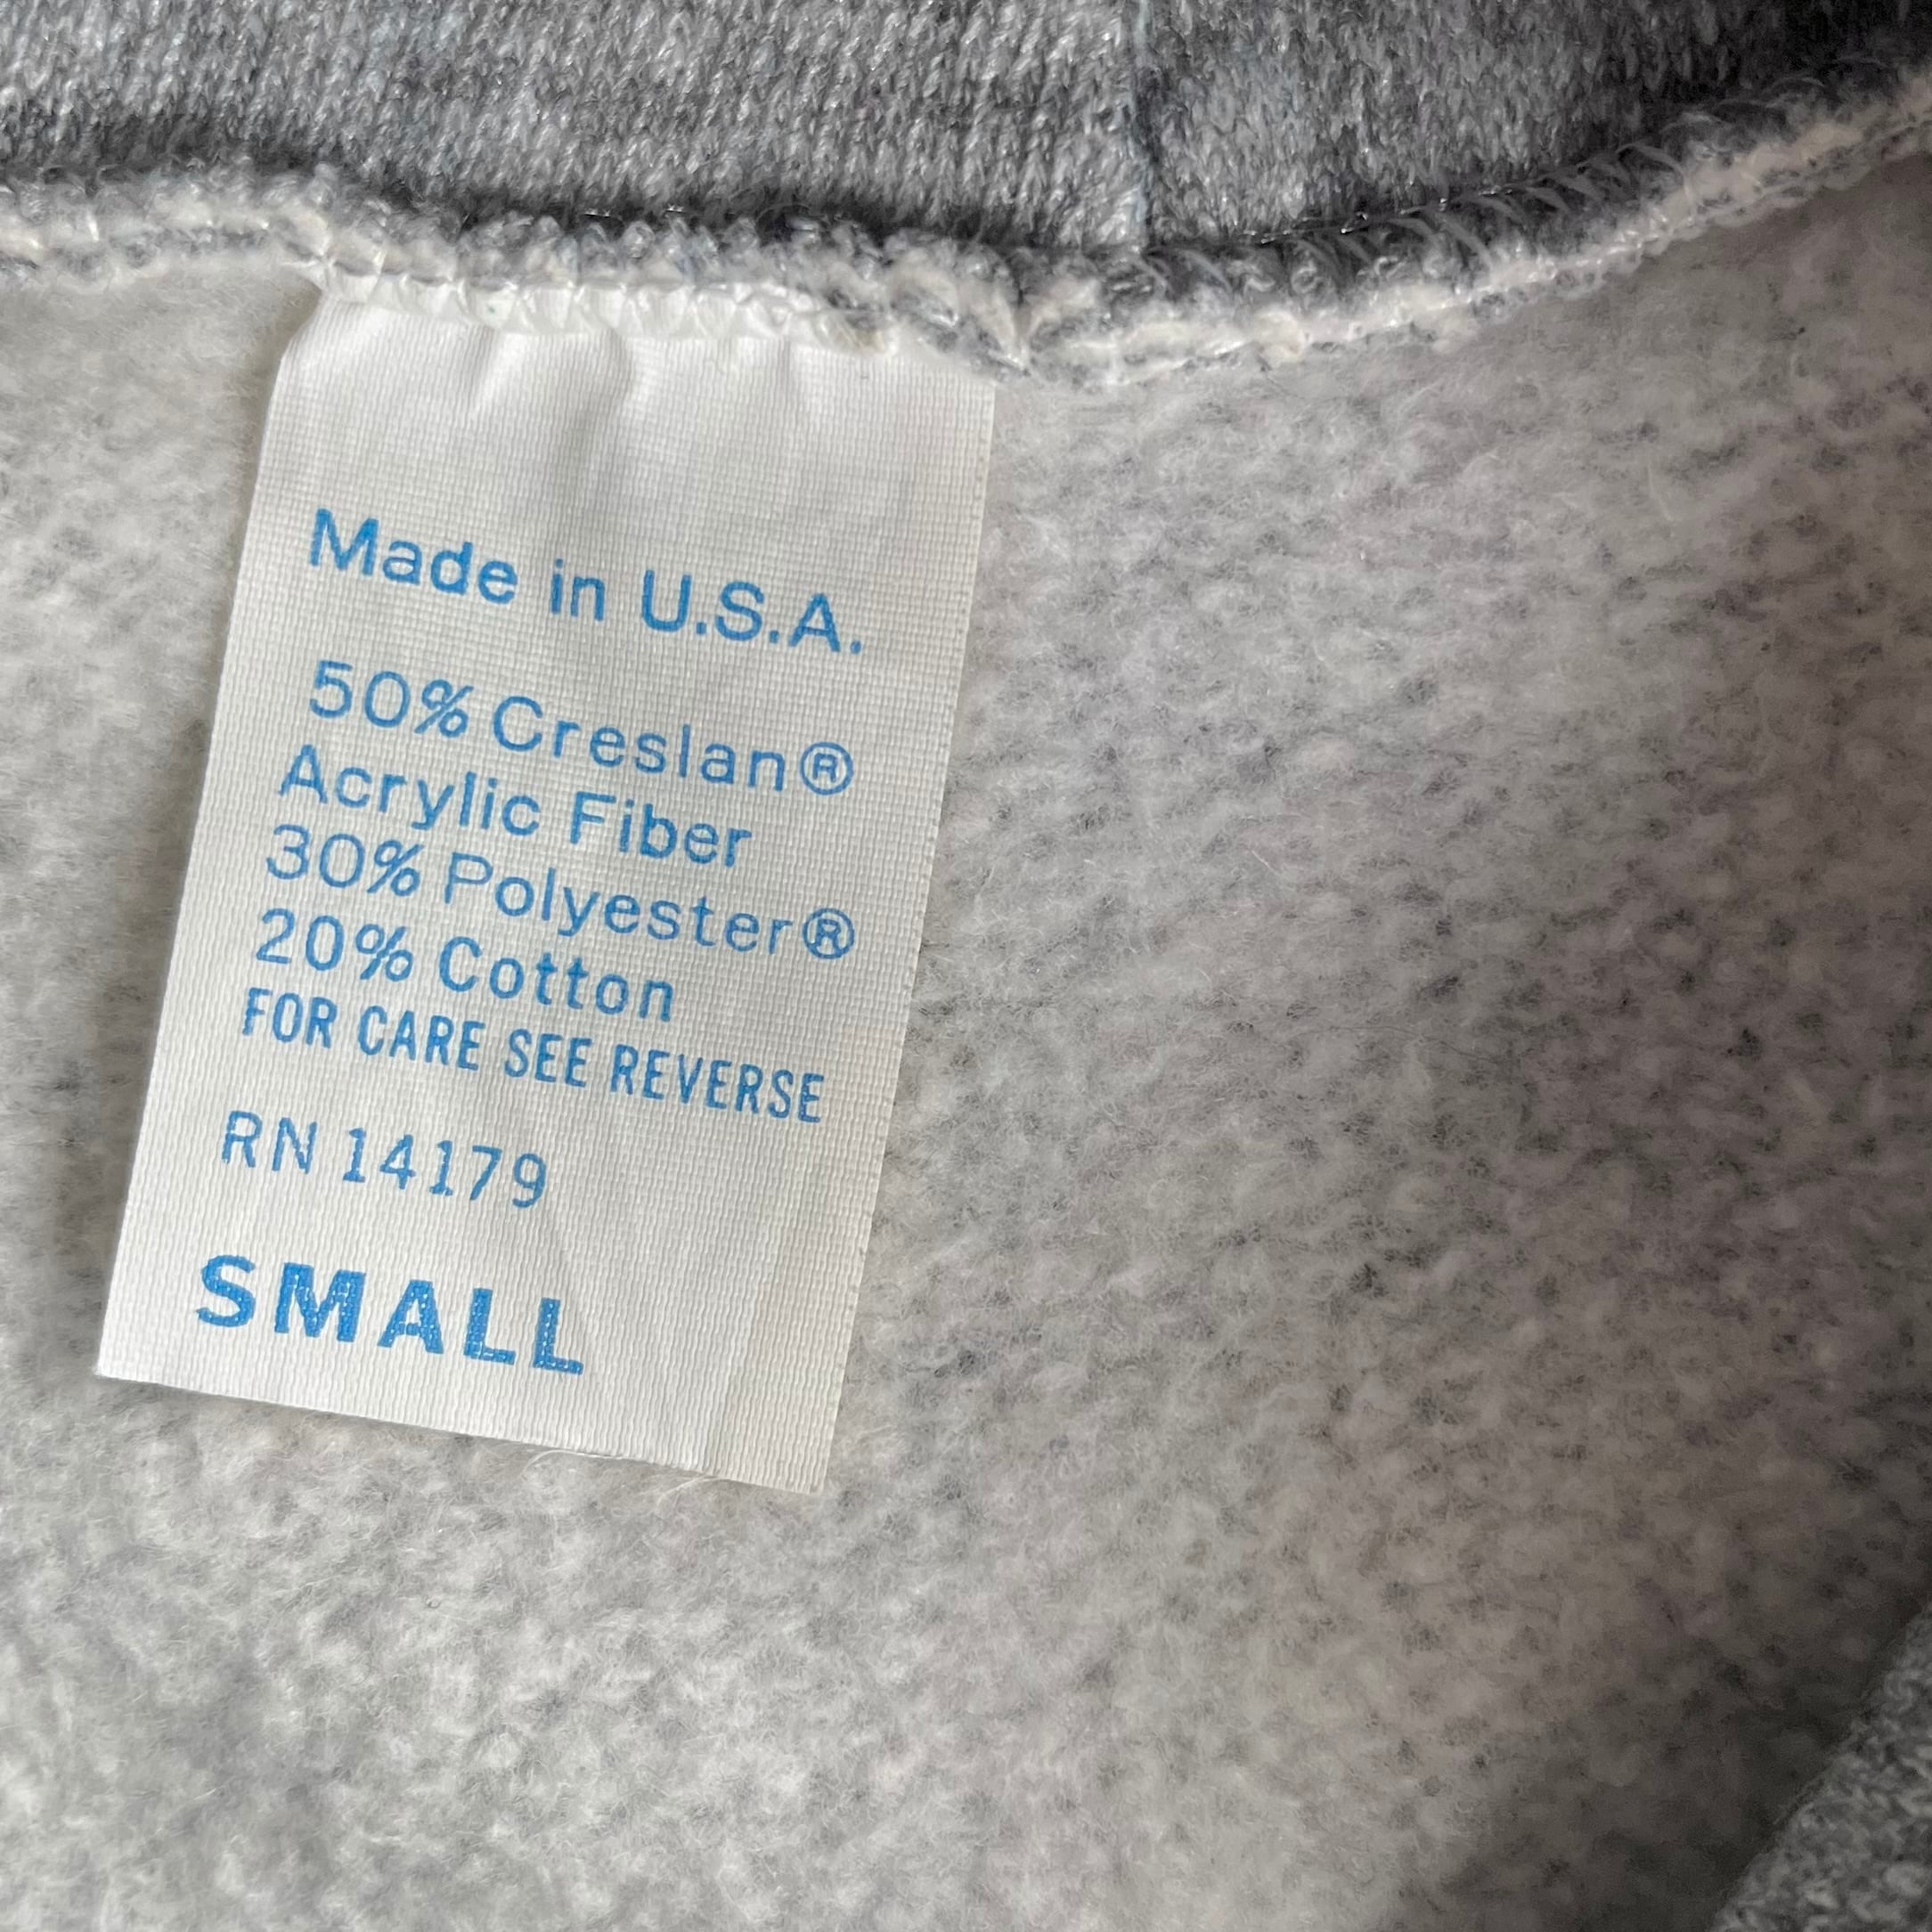 Made in U.S.A.
50% Creslan®
Acrylic Fiber
30% Polyester®
20% Cotton
FOR CARE SEE REVERSE
RN 14179
SMALL